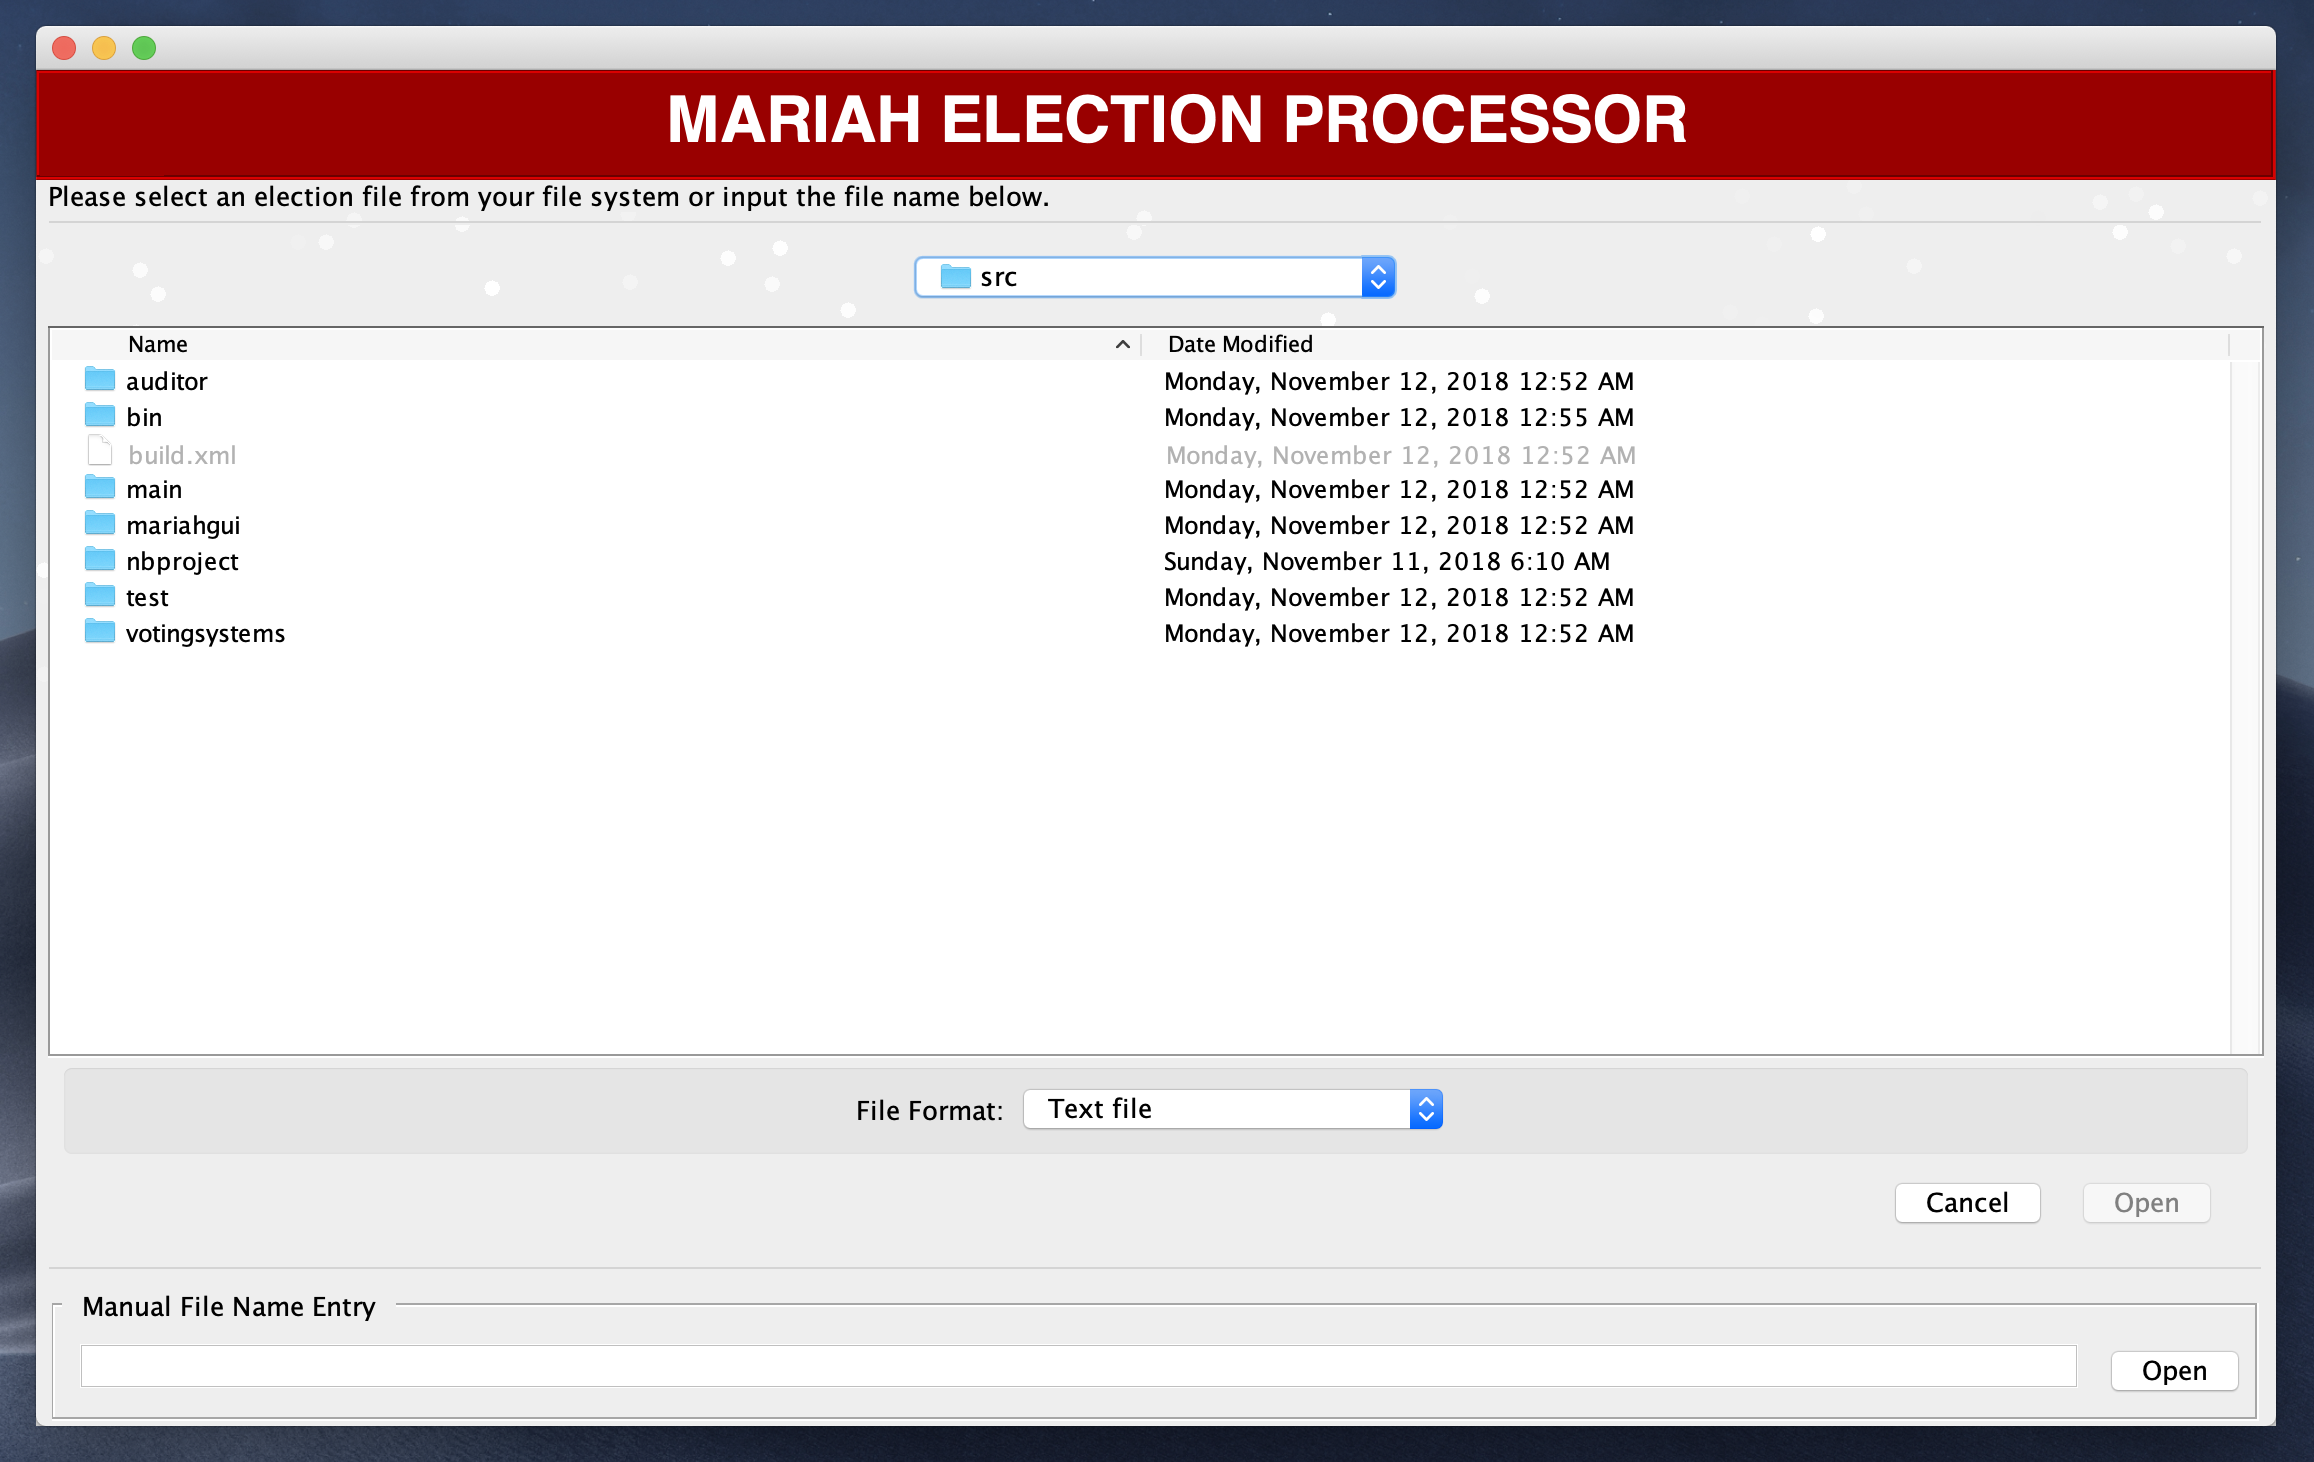 MARIAH ELECTION PROCESSOR
Please select an election file from your file system or input the file name below.
src
Name Date Modified
auditor Monday, November 12, 2018 12:52 AM
bin Monday, November 12, 2018 12:55 AM
build.xml Monday, November 12, 2018 12:52 AM
main Monday, November 12, 2018 12:52 AM
mariahgui Monday, November 12, 2018 12:52 AM
nbproject Sunday, November 11, 2018 6:10 AM
test Monday, November 12, 2018 12:52 AM
votingsystems Monday, November 12, 2018 12:52 AM
File Format: Text file
Cancel Open
Manual File Name Entry
Open